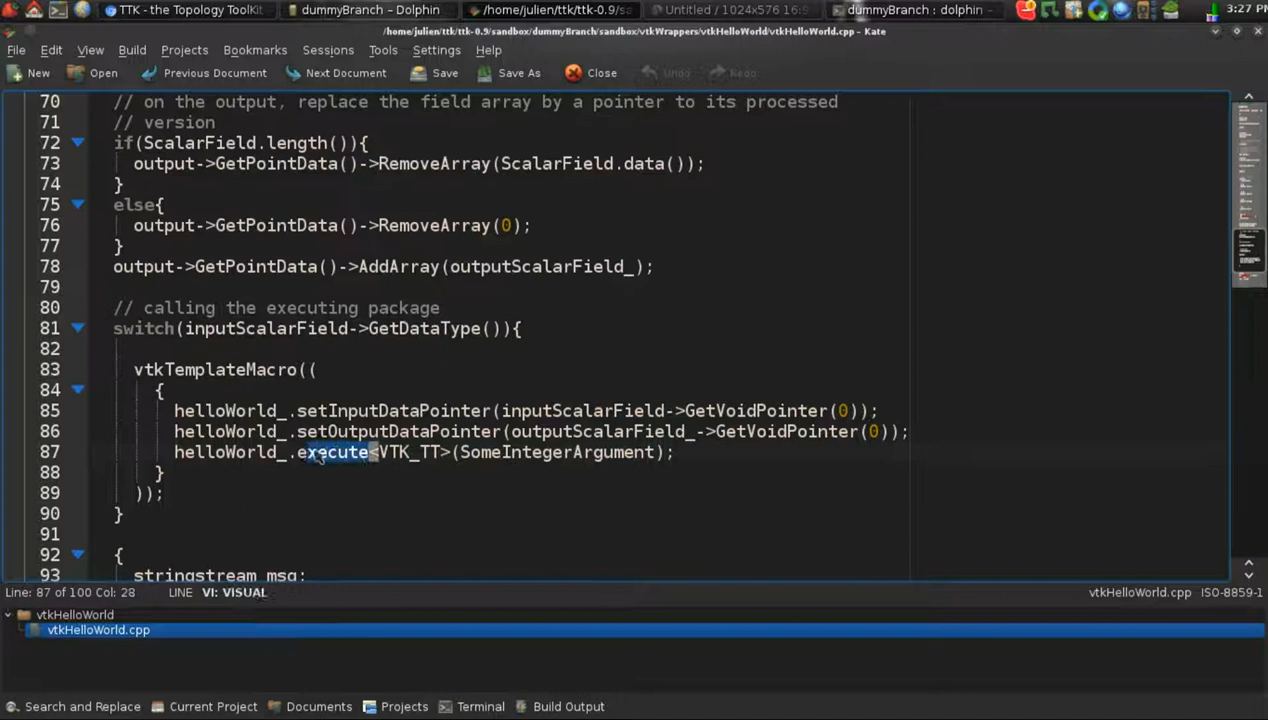 TTK - the Topology ToolKit
dummyBranch – Dolphin
/home/julien/ttk/ttk-0.9/sa
Untitled / 1024x576 16:9
dummyBranch : dolphin
3:27 PM
/home/julien/ttk/ttk-0.9/sandbox/dummyBranch/sandbox/vtkWrappers/vtkHelloWorld/vtkHelloWorld.cpp - Kate
File Edit View Build Projects Bookmarks Sessions Tools Settings Help
New Open Previous Document Next Document Save Save As Close Undo Redo
70 // on the output, replace the field array by a pointer to its processed
71 // version
72 if(ScalarField.length()){
73 output->GetPointData()->RemoveArray(ScalarField.data());
74 }
75 else{
76 output->GetPointData()->RemoveArray(0);
77 }
78 output->GetPointData()->AddArray(outputScalarField_);
79
80 // calling the executing package
81 switch(inputScalarField->GetDataType()){
82
83 vtkTemplateMacro((
84 {
85 helloWorld_.setInputDataPointer(inputScalarField->GetVoidPointer(0));
86 helloWorld_.setOutputDataPointer(outputScalarField_->GetVoidPointer(0));
87 helloWorld_.execute<VTK_TT>(SomeIntegerArgument);
88 }
89 ));
90 }
91
92 {
93 stringstream msg;
Line: 87 of 100 Col: 28 LINE VI: VISUAL vtkHelloWorld.cpp ISO-8859-1
vtkHelloWorld
vtkHelloWorld.cpp
Search and Replace Current Project Documents Projects Terminal Build Output